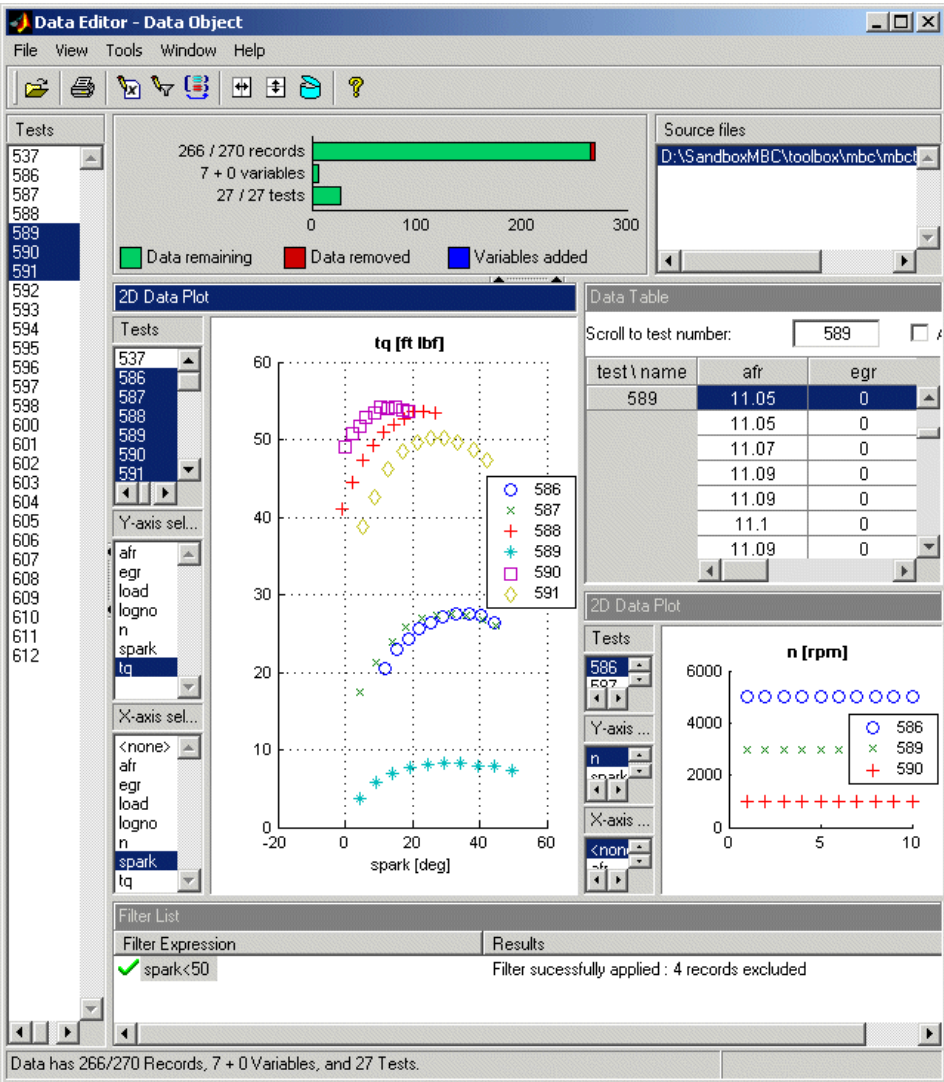 Data Editor - Data Object
File View Tools Window Help
Tests
537
586
587
588
589
590
591
592
593
594
595
596
597
598
600
601
602
603
604
605
606
607
608
609
610
611
612
266 / 270 records
7 + 0 variables
27 / 27 tests
0 100 200 300
Data remaining Data removed Variables added
Source files
D:\SandboxMBC\toolbox\mbc\mbct
2D Data Plot
Tests
537
586
587
588
589
590
591
Y-axis sel...
afr
egr
load
logno
n
spark
tq
X-axis sel...
<none>
afr
egr
load
logno
n
spark
tq
tq [ft lbf]
60
50
40
30
20
10
0
-20 0 20 40 60
spark [deg]
586
587
588
589
590
591
Data Table
Scroll to test number: 589
test \ name afr egr
589 11.05 0
11.05 0
11.07 0
11.09 0
11.09 0
11.1 0
11.09 0
2D Data Plot
Tests
586
587
Y-axis ...
n
spark
X-axis ...
<none
afr
n [rpm]
6000
4000
2000
0
0 5 10
586
589
590
Filter List
Filter Expression Results
spark<50 Filter sucessfully applied : 4 records excluded
Data has 266/270 Records, 7 + 0 Variables, and 27 Tests.